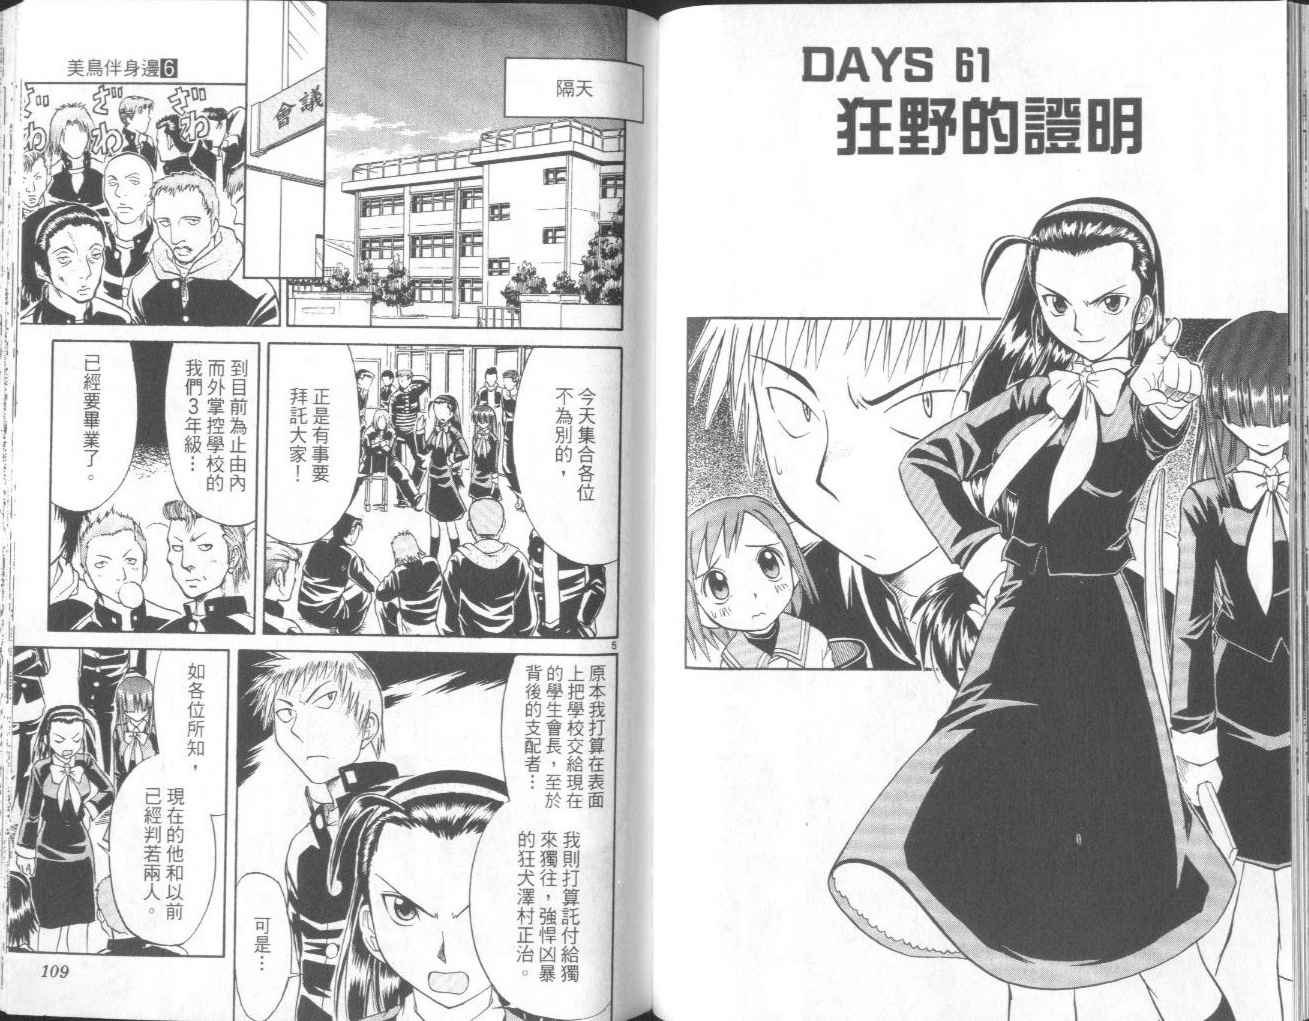 DAYS 61
狂野的證明
美鳥伴身邊6
隔天
會議
ざわ
ざわ
ざわ
今天集合各位
不為別的，
正是有事要
拜託大家！
到目前為止由內
而外掌控學校的
我們3年級…
已經要畢業了。
原本我打算在表面
上把學校交給現在
的學生會長，至於
背後的支配者…
我則打算託付給獨
來獨往，強悍凶暴
的狂犬澤村正治。
可是…
如各位所知，
現在的他和以前
已經判若兩人。
5
109